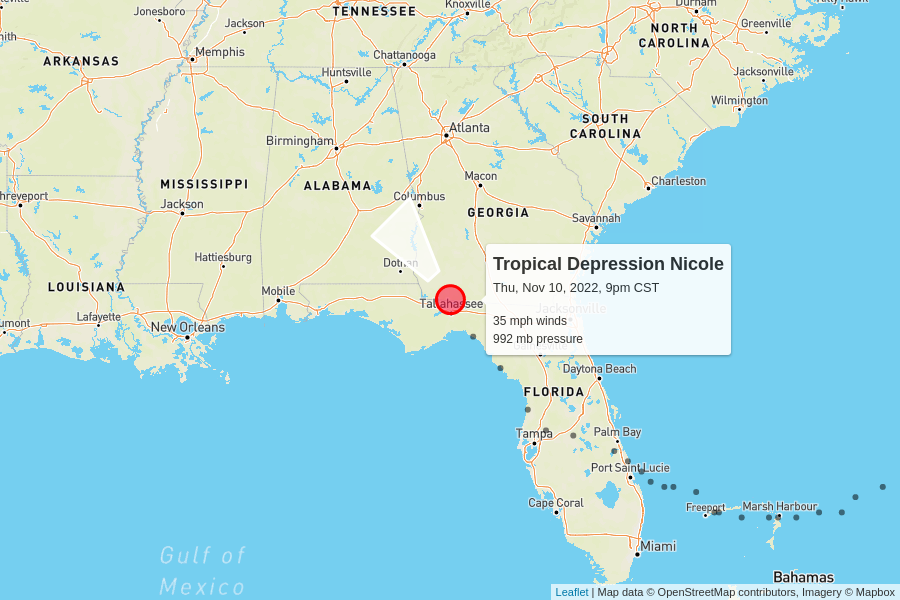 TENNESSEE
Knoxville
Durham
Jonesboro
Jackson
Greenville
NORTH
CAROLINA
Memphis
Chattanooga
ARKANSAS
Huntsville
Jacksonville
Wilmington
SOUTH
CAROLINA
Atlanta
Birmingham
MISSISSIPPI
ALABAMA
Macon
Charleston
Columbus
Jackson
GEORGIA
Savannah
Hattiesburg
Tropical Depression Nicole
Thu, Nov 10, 2022, 9pm CST
35 mph winds
992 mb pressure
LOUISIANA
Mobile
Tallahassee
Jacksonville
Lafayette
New Orleans
Daytona Beach
FLORIDA
Tampa
Palm Bay
Port Saint Lucie
Cape Coral
Freeport
Marsh Harbour
Miami
Gulf of
Mexico
Bahamas
Leaflet | Map data © OpenStreetMap contributors, Imagery © Mapbox